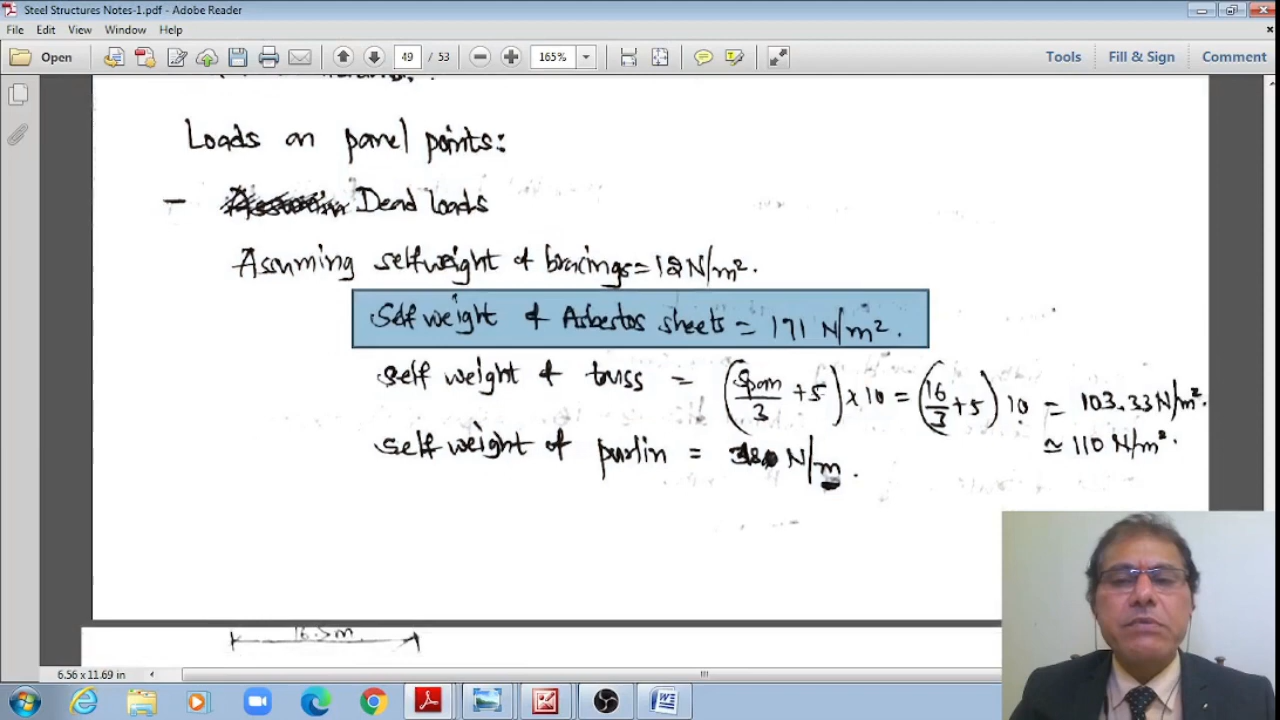 Steel Structures Notes-1.pdf - Adobe Reader
File Edit View Window Help
Open 49 / 53 165% Tools Fill & Sign Comment
Loads on panel points:
- Dead loads
Assuming selfweight of bracings = 12 N/m².
Self weight of Asbestos sheets = 171 N/m².
self weight of truss = (span/3 + 5) × 10 = (16/3 + 5) 10 = 103.33 N/m².
≃ 110 N/m².
self weight of purlin = N/m.
m.
6.56 x 11.69 in